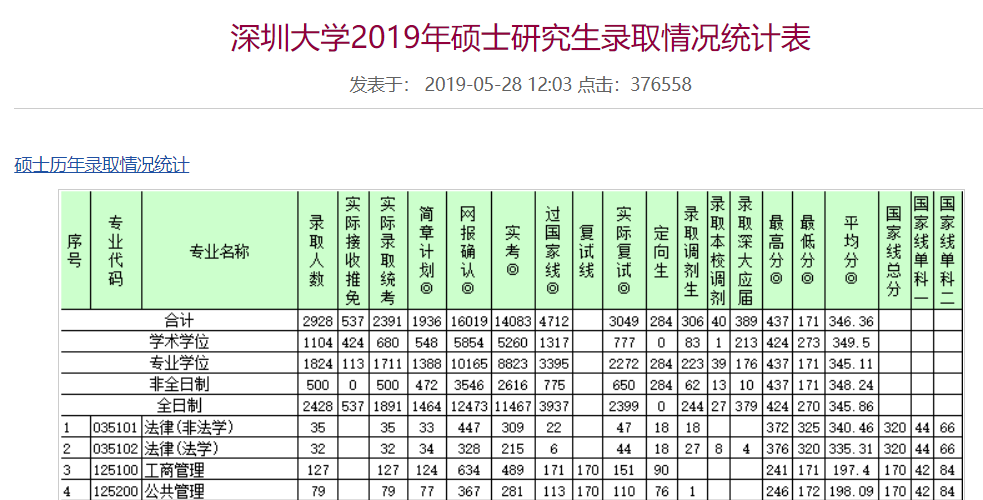 深圳大学2019年硕士研究生录取情况统计表
发表于： 2019-05-28 12:03 点击：376558
硕士历年录取情况统计
序号 专业代码 专业名称 录取人数 实际接收推免 实际录取统考 简章计划◎ 网报确认◎ 实考◎ 过国家线◎ 复试线 实际复试◎ 定向生 录取调剂生 录取本校调剂 录取深大应届 最高分◎ 最低分◎ 平均分◎ 国家线总分 国家线单科一 国家线单科二
合计 2928 537 2391 1936 16019 14083 4712 3049 284 306 40 389 437 171 346.36
学术学位 1104 424 680 548 5854 5260 1317 777 0 83 1 213 424 273 349.5
专业学位 1824 113 1711 1388 10165 8823 3395 2272 284 223 39 176 437 171 345.11
非全日制 500 0 500 472 3546 2616 775 650 284 62 13 10 437 171 348.24
全日制 2428 537 1891 1464 12473 11467 3937 2399 0 244 27 379 424 270 345.86
1 035101 法律(非法学) 35 35 33 447 309 22 47 18 18 372 325 340.46 320 44 66
2 035102 法律(法学) 32 32 34 328 215 6 44 18 27 8 4 376 320 335.31 320 44 66
3 125100 工商管理 127 127 124 634 489 171 170 151 90 241 171 197.4 170 42 84
4 125200 公共管理 79 79 77 367 281 113 170 110 76 1 246 172 198.09 170 42 84